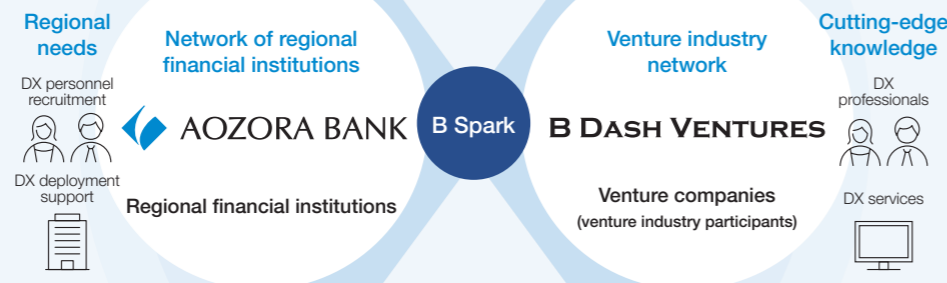 Regional
needs
DX personnel
recruitment
DX deployment
support
Network of regional
financial institutions
AOZORA BANK
Regional financial institutions
B Spark
Venture industry
network
B DASH VENTURES
Venture companies
(venture industry participants)
Cutting-edge
knowledge
DX
professionals
DX services